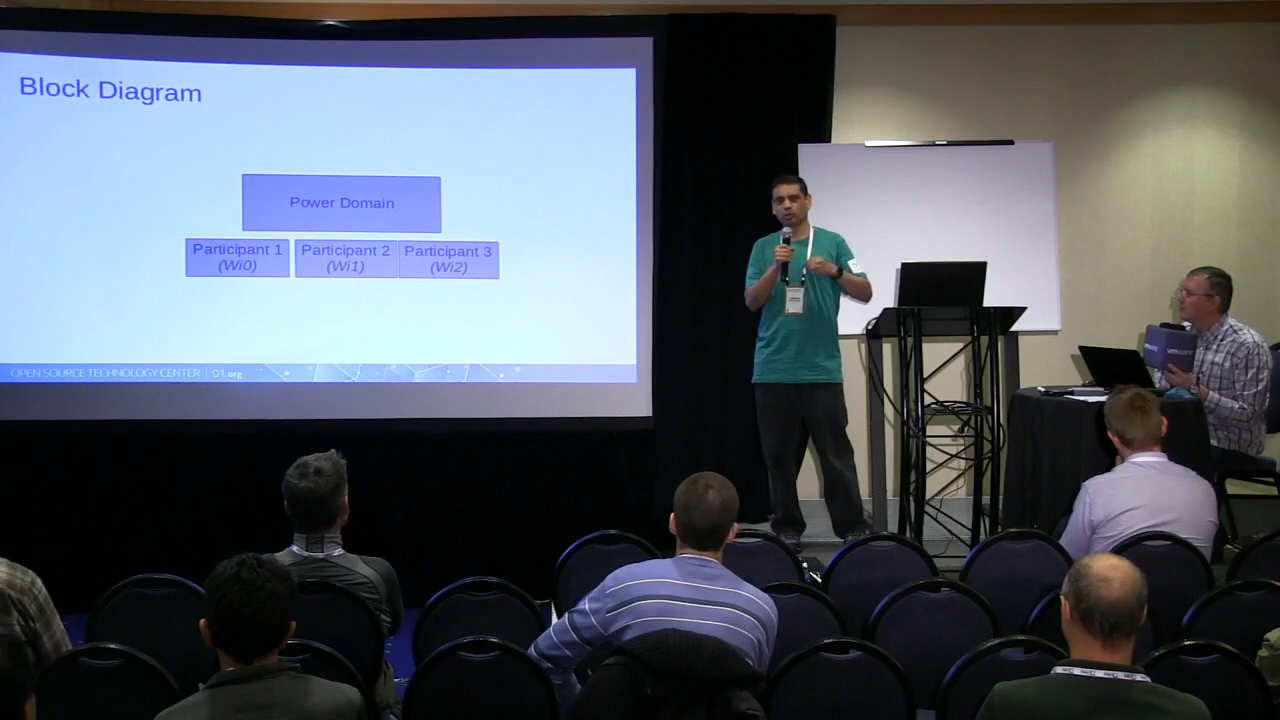 Block Diagram
Power Domain
Participant 1
(Wi0)
Participant 2
(Wi1)
Participant 3
(Wi2)
OPEN SOURCE TECHNOLOGY CENTER | 01.org
vmware